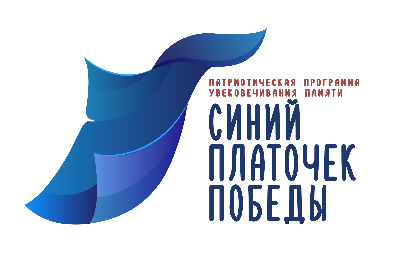 ПАТРИОТИЧЕСКАЯ ПРОГРАММА
УВЕКОВЕЧИВАНИЯ ПАМЯТИ
СИНИЙ
ПЛАТОЧЕК
ПОБЕДЫ